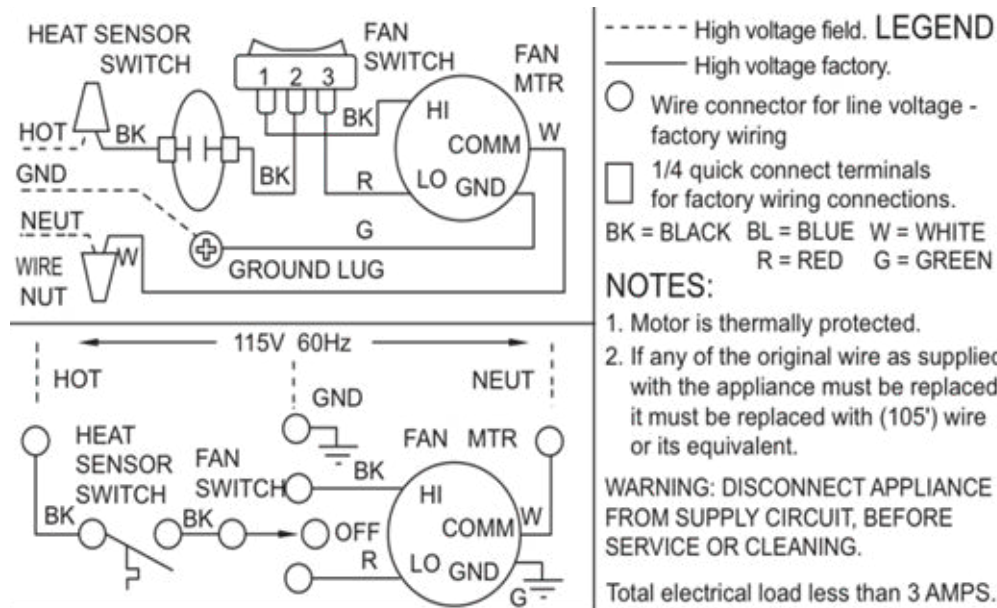 HEAT SENSOR
SWITCH
FAN
SWITCH
1 2 3
FAN
MTR
HI
BK
COMM
W
HOT
BK
GND
BK
R
LO
GND
NEUT
G
WIRE
NUT
W
GROUND LUG
115V 60Hz
HOT
NEUT
GND
HEAT
SENSOR
SWITCH
FAN
SWITCH
FAN MTR
BK
HI
BK
BK
OFF
COMM
W
R
LO
GND
G
High voltage field. LEGEND
High voltage factory.
Wire connector for line voltage -
factory wiring
1/4 quick connect terminals
for factory wiring connections.
BK = BLACK BL = BLUE W = WHITE
R = RED G = GREEN
NOTES:
1. Motor is thermally protected.
2. If any of the original wire as supplied
with the appliance must be replaced
it must be replaced with (105') wire
or its equivalent.
WARNING: DISCONNECT APPLIANCE
FROM SUPPLY CIRCUIT, BEFORE
SERVICE OR CLEANING.
Total electrical load less than 3 AMPS.